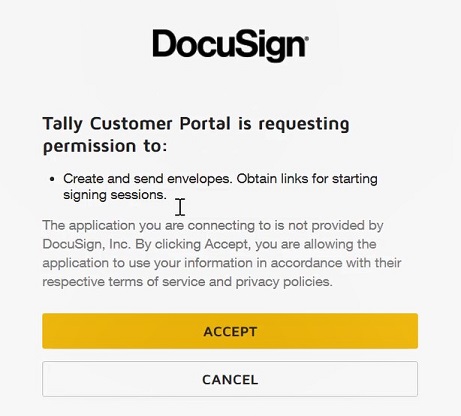 DocuSign®
Tally Customer Portal is requesting
permission to:
• Create and send envelopes. Obtain links for starting
signing sessions.
The application you are connecting to is not provided by
DocuSign, Inc. By clicking Accept, you are allowing the
application to use your information in accordance with their
respective terms of service and privacy policies.
ACCEPT
CANCEL